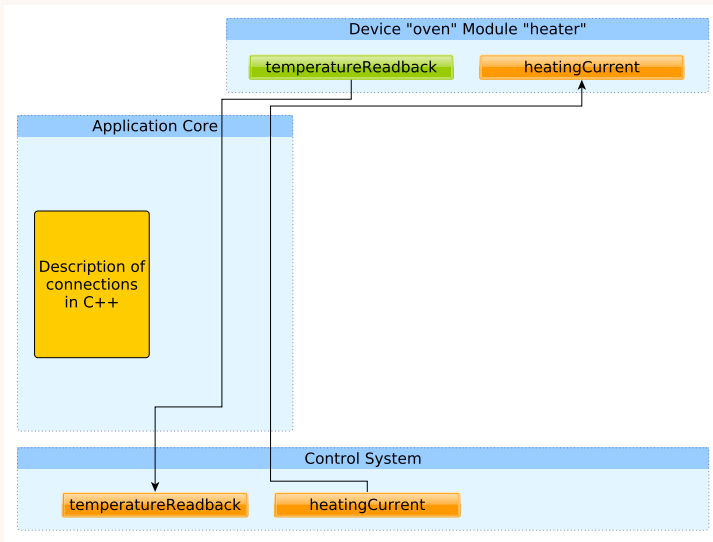 Device "oven" Module "heater"
temperatureReadback
heatingCurrent
Application Core
Description of
connections
in C++
Control System
temperatureReadback
heatingCurrent